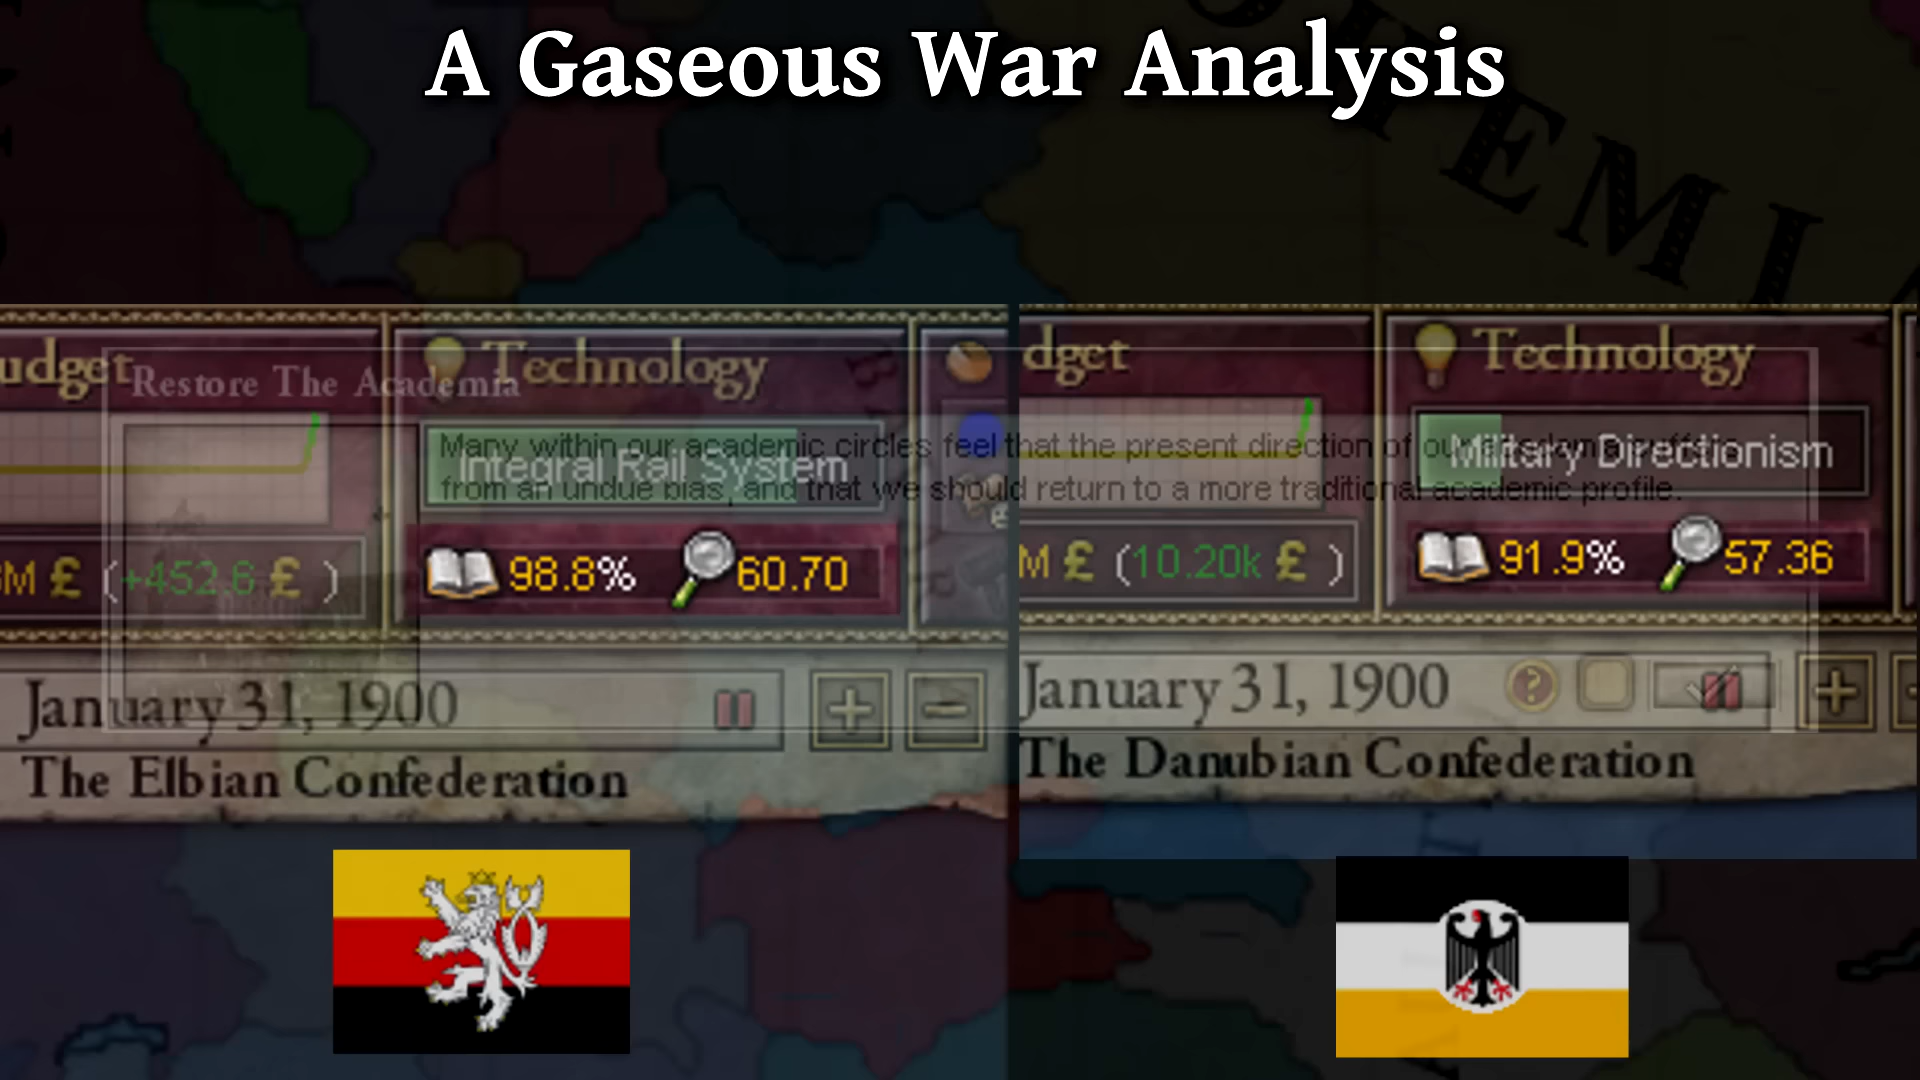 A Gaseous War Analysis
udget
Technology
Restore The Academia
Many within our academic circles feel that the present direction of our
from an undue bias, and that we should return to a more traditional academic profile.
Integral Rail System
M £ (+452.6 £ )
98.8% 60.70
January 31, 1900
The Elbian Confederation
dget
Technology
Military Directionism
M £ (10.20k £ )
91.9% 57.36
January 31, 1900
The Danubian Confederation